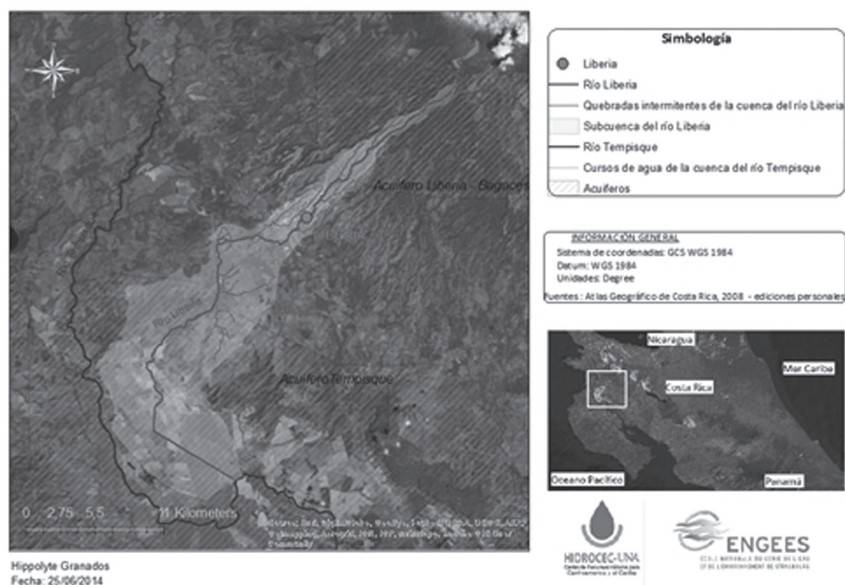 Acuífero Liberia - Bagaces
Río Liberia
Acuífero Tempisque
0 2.75 5.5 11 Kilometers
Hippolyte Granados
Fecha: 25/06/2014
Simbología
Liberia
Río Liberia
Quebradas intermitentes de la cuenca del río Liberia
Subcuenca del río Liberia
Río Tempisque
Cursos de agua de la cuenca del río Tempisque
Acuíferos
INFORMACIÓN GENERAL
Sistema de coordenadas: GCS WGS 1984
Datum: WGS 1984
Unidades: Degree
Fuentes : Atlas Geográfico de Costa Rica, 2008 - ediciones personales
Nicaragua
Mar Caribe
Costa Rica
Oceano Pacífico
Panamá
HIDROCEC-UNA
ENGEES